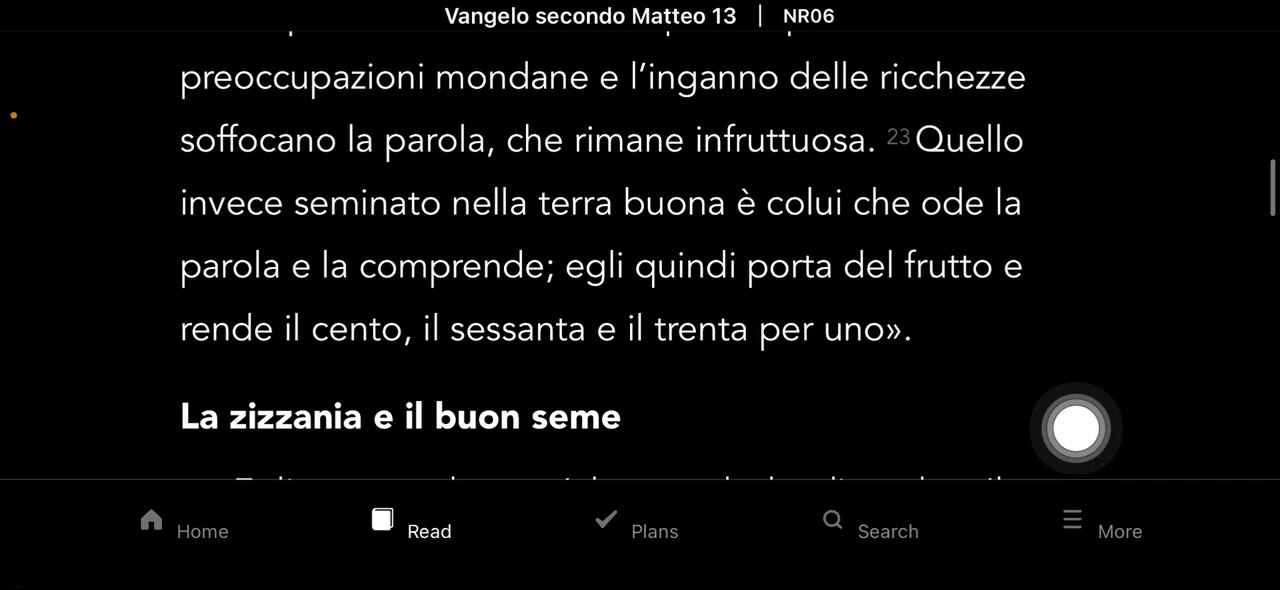 Vangelo secondo Matteo 13 | NR06
preoccupazioni mondane e l’inganno delle ricchezze
soffocano la parola, che rimane infruttuosa. 23 Quello
invece seminato nella terra buona è colui che ode la
parola e la comprende; egli quindi porta del frutto e
rende il cento, il sessanta e il trenta per uno».
La zizzania e il buon seme
Home Read Plans Search More